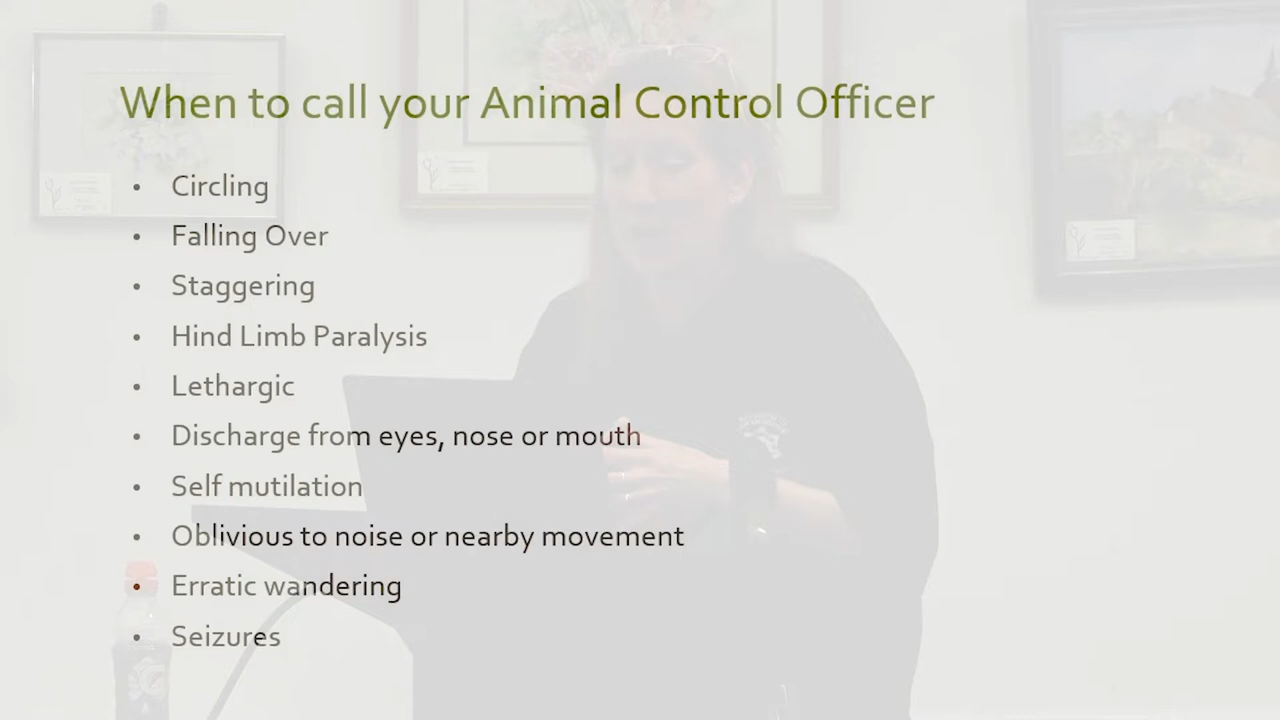 When to call your Animal Control Officer
• Circling
• Falling Over
• Staggering
• Hind Limb Paralysis
• Lethargic
• Discharge from eyes, nose or mouth
• Self mutilation
• Oblivious to noise or nearby movement
• Erratic wandering
• Seizures